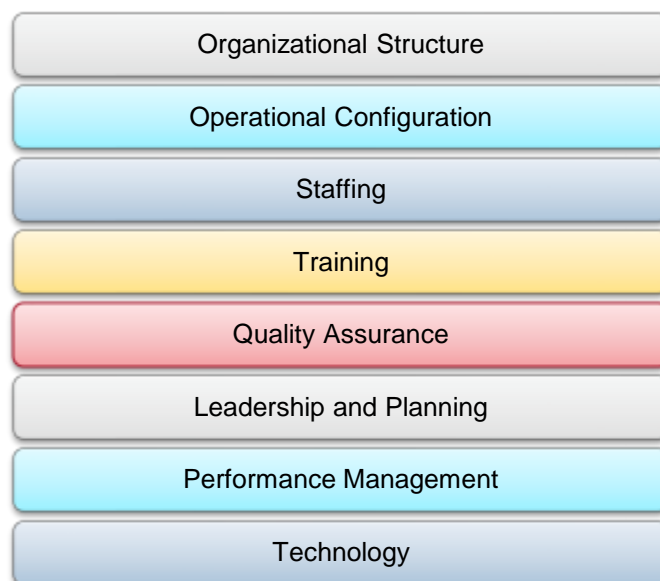 Organizational Structure
Operational Configuration
Staffing
Training
Quality Assurance
Leadership and Planning
Performance Management
Technology